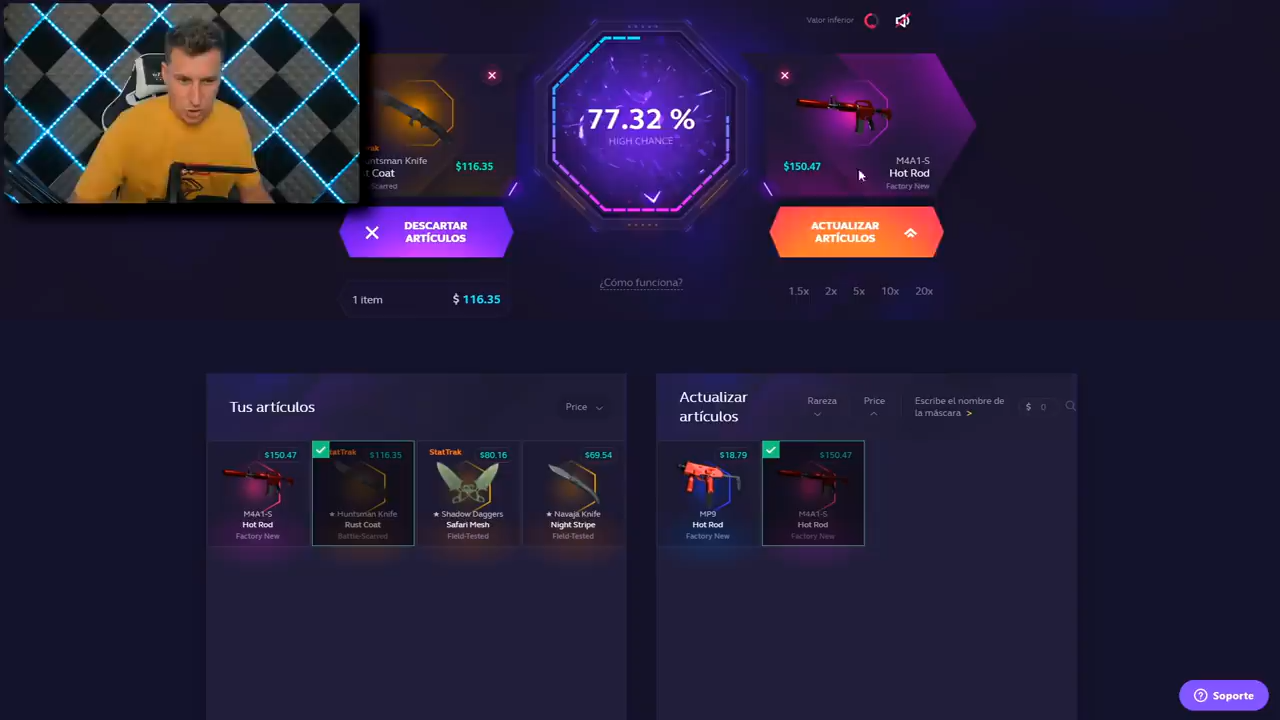 Valor inferior
77.32 %
HIGH CHANCE
Huntsman Knife
t Coat
Scarred
$116.35
$150.47
M4A1-S
Hot Rod
Factory New
DESCARTAR
ARTÍCULOS
ACTUALIZAR
ARTÍCULOS
¿Cómo funciona?
1 item
$ 116.35
1.5x 2x 5x 10x 20x
Tus artículos
Price
Actualizar
artículos
Rareza
Price
Escribe el nombre de
la máscara >
$ 0
$150.47
M4A1-S
Hot Rod
Factory New
StatTrak
$116.35
★ Huntsman Knife
Rust Coat
Battle-Scarred
StatTrak
$80.16
★ Shadow Daggers
Safari Mesh
Field-Tested
$69.54
★ Navaja Knife
Night Stripe
Field-Tested
$18.79
MP9
Hot Rod
Factory New
$150.47
M4A1-S
Hot Rod
Factory New
Soporte